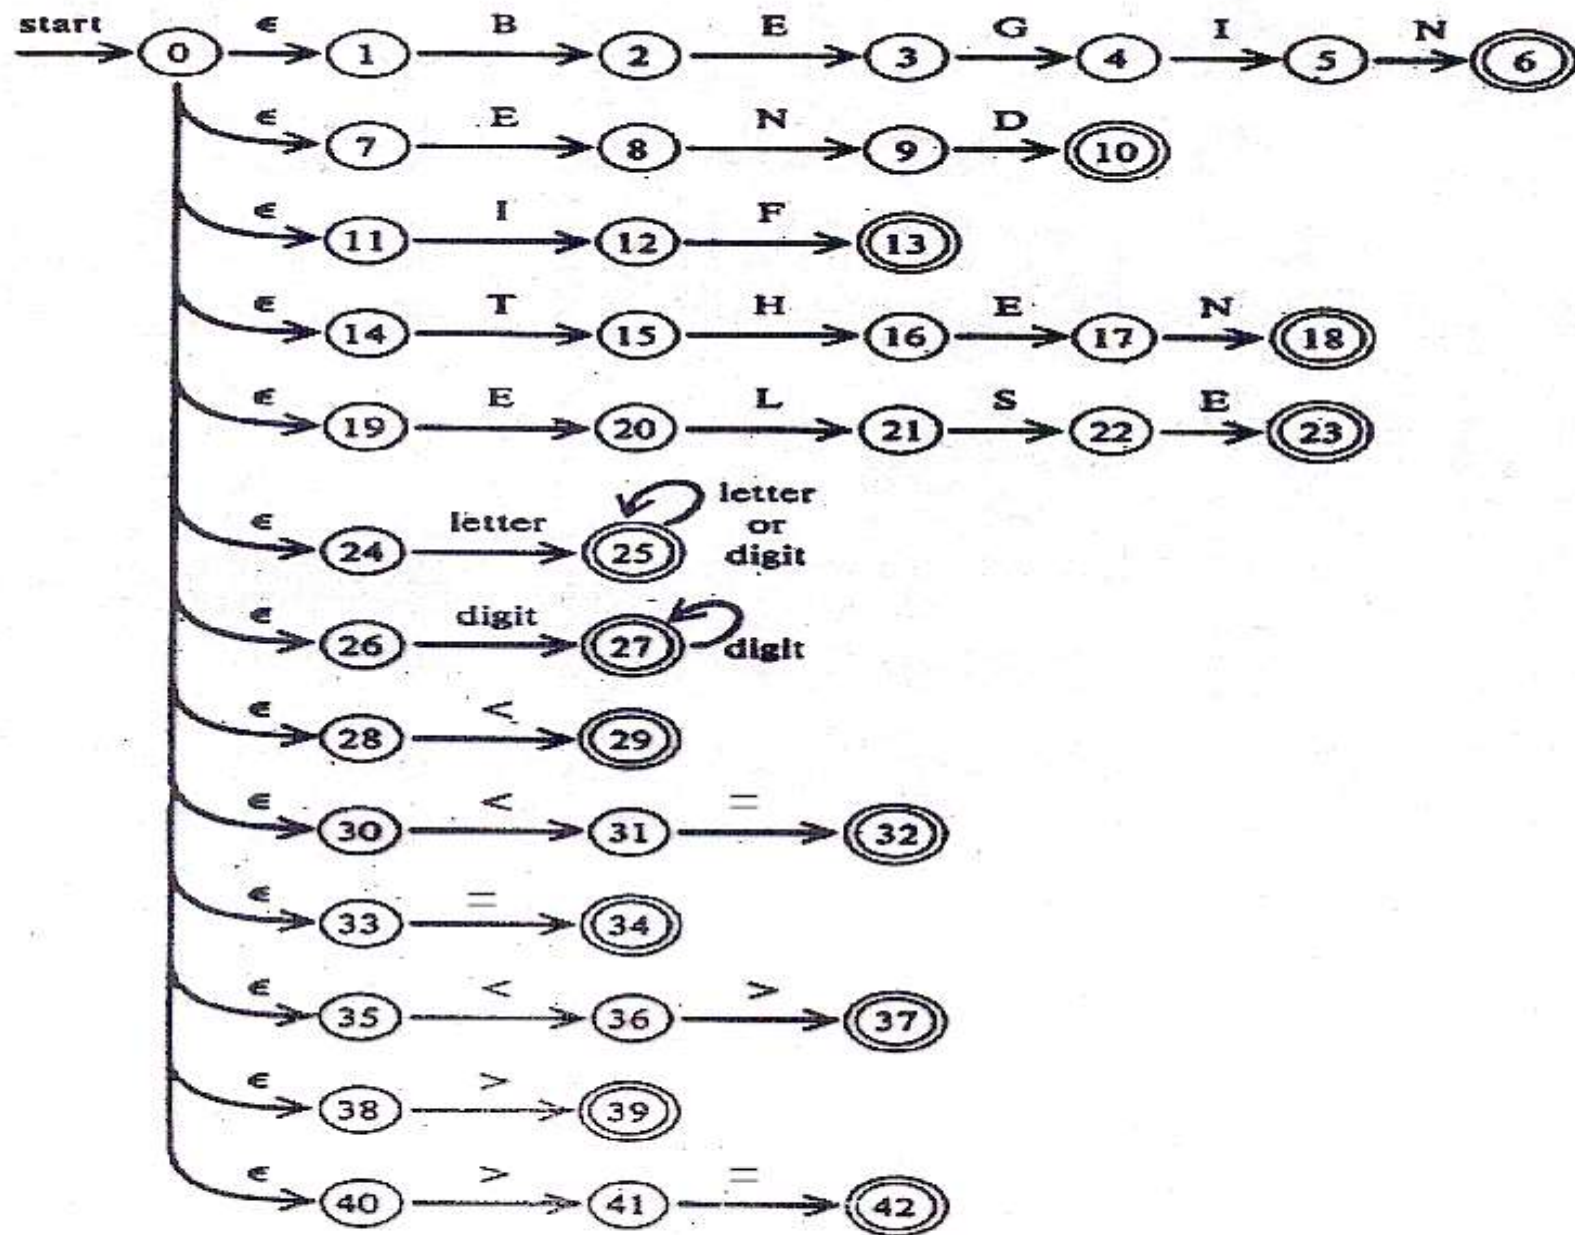 start 0 ϵ 1 B 2 E 3 G 4 I 5 N 6
ϵ 7 E 8 N 9 D 10
ϵ 11 I 12 F 13
ϵ 14 T 15 H 16 E 17 N 18
ϵ 19 E 20 L 21 S 22 E 23
ϵ 24 letter 25 letter
or
digit
ϵ 26 digit 27 digit
ϵ 28 < 29
ϵ 30 < 31 = 32
ϵ 33 = 34
ϵ 35 < 36 > 37
ϵ 38 > 39
ϵ 40 > 41 = 42